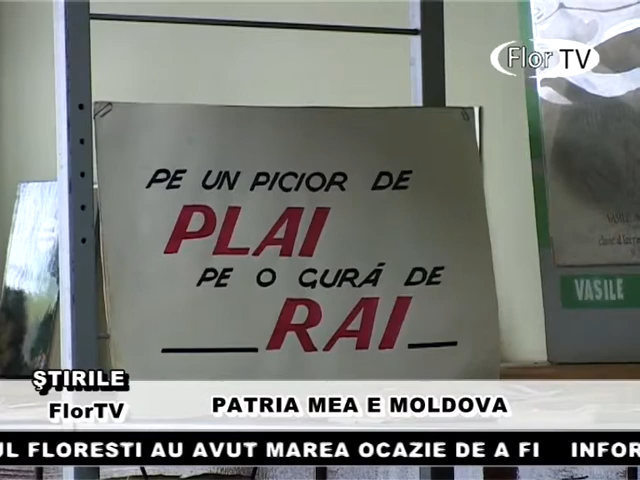 Flor TV
PE UN PICIOR DE
PLAI
PE O GURĂ DE
RAI
VASILE
ŞTIRILE
FlorTV
PATRIA MEA E MOLDOVA
UL FLORESTI AU AVUT MAREA OCAZIE DE A FI INFOR